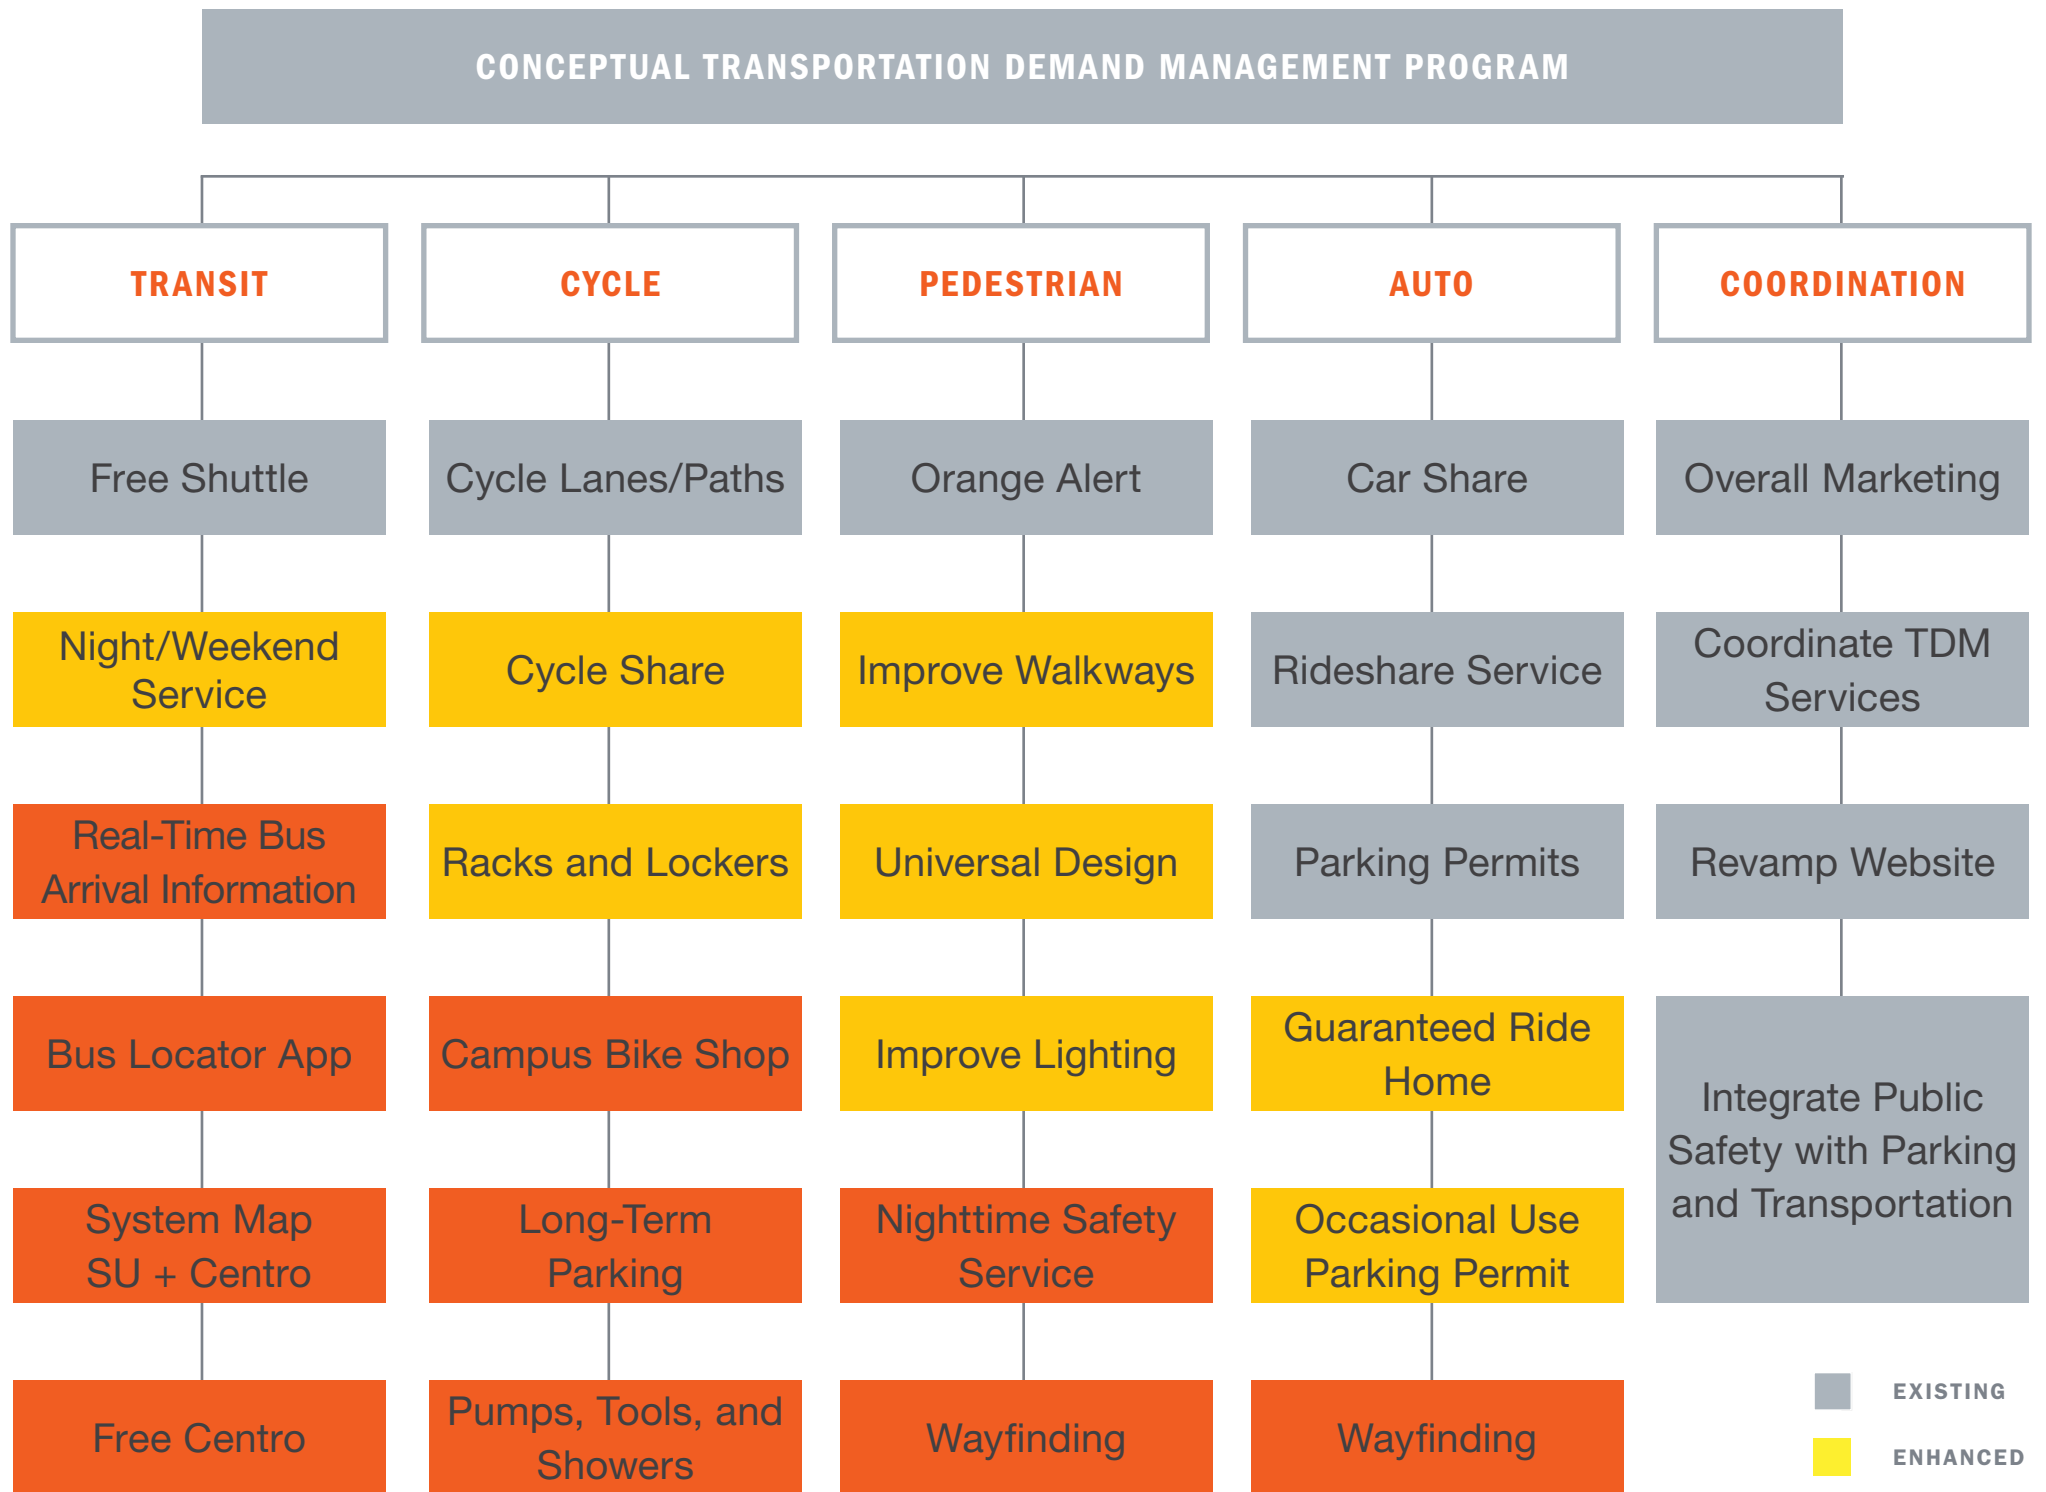 CONCEPTUAL TRANSPORTATION DEMAND MANAGEMENT PROGRAM
TRANSIT
Free Shuttle
Night/Weekend
Service
Real-Time Bus
Arrival Information
Bus Locator App
System Map
SU + Centro
Free Centro
CYCLE
Cycle Lanes/Paths
Cycle Share
Racks and Lockers
Campus Bike Shop
Long-Term
Parking
Pumps, Tools, and
Showers
PEDESTRIAN
Orange Alert
Improve Walkways
Universal Design
Improve Lighting
Nighttime Safety
Service
Wayfinding
AUTO
Car Share
Rideshare Service
Parking Permits
Guaranteed Ride
Home
Occasional Use
Parking Permit
Wayfinding
COORDINATION
Overall Marketing
Coordinate TDM
Services
Revamp Website
Integrate Public
Safety with Parking
and Transportation
EXISTING
ENHANCED